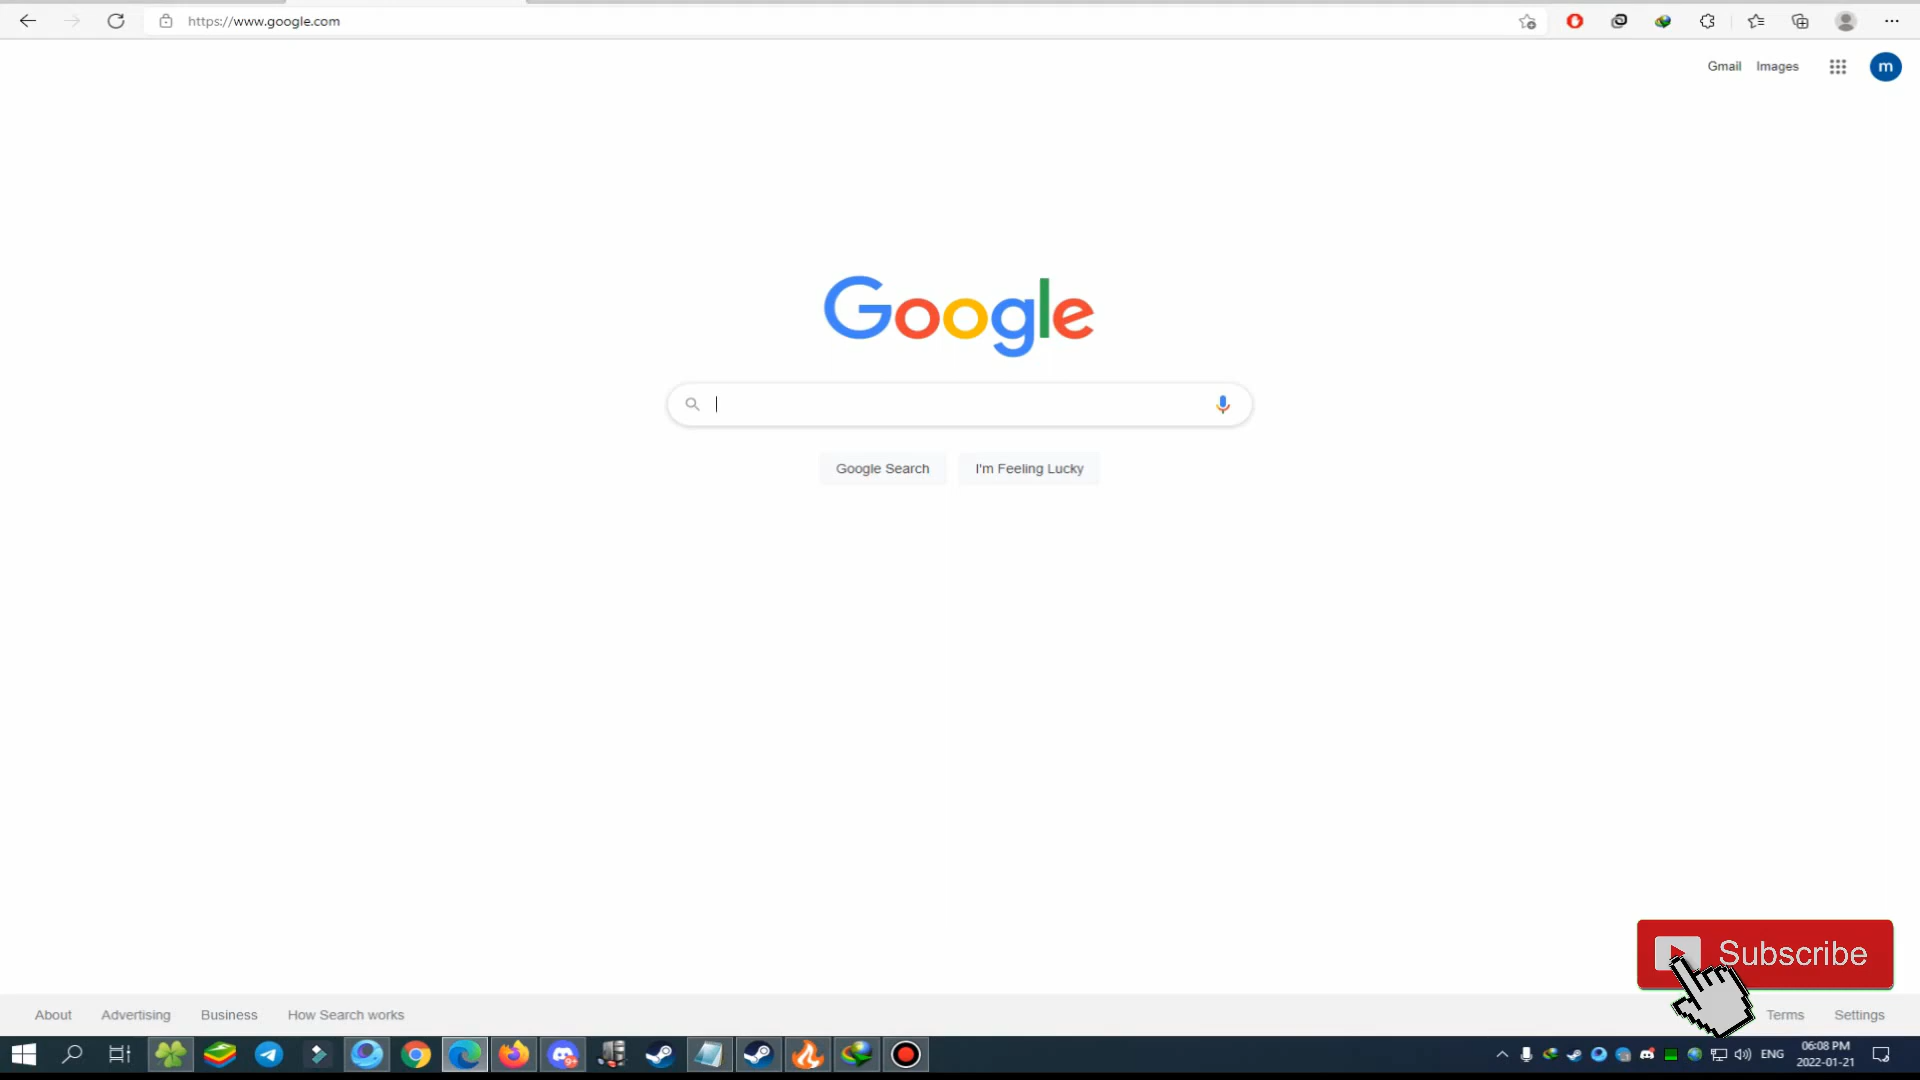 https://www.google.com
Gmail Images
m
Google
Google Search I'm Feeling Lucky
Subscribe
About Advertising Business How Search works
Terms Settings
ENG
06:08 PM
2022-01-21